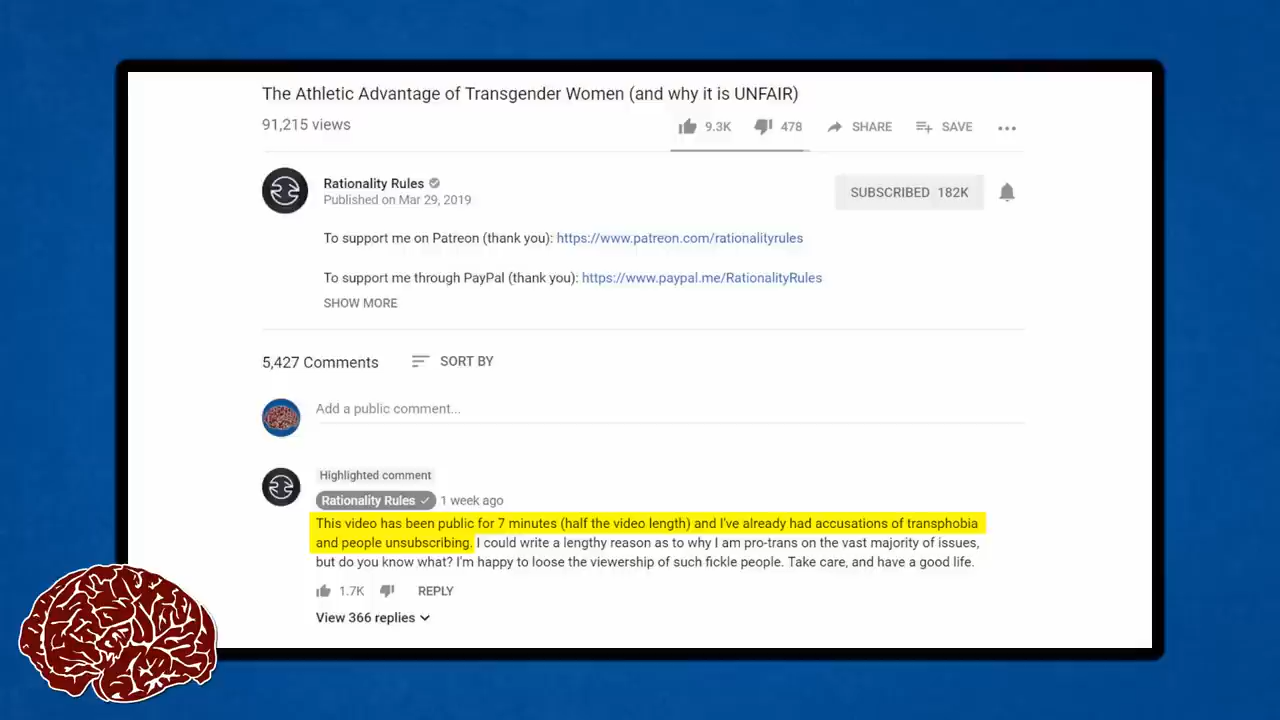 The Athletic Advantage of Transgender Women (and why it is UNFAIR)
91,215 views
9.3K 478 SHARE SAVE
Rationality Rules
Published on Mar 29, 2019
SUBSCRIBED 182K
To support me on Patreon (thank you): https://www.patreon.com/rationalityrules
To support me through PayPal (thank you): https://www.paypal.me/RationalityRules
SHOW MORE
5,427 Comments SORT BY
Add a public comment...
Highlighted comment
Rationality Rules 1 week ago
This video has been public for 7 minutes (half the video length) and I've already had accusations of transphobia
and people unsubscribing. I could write a lengthy reason as to why I am pro-trans on the vast majority of issues,
but do you know what? I'm happy to loose the viewership of such fickle people. Take care, and have a good life.
1.7K REPLY
View 366 replies